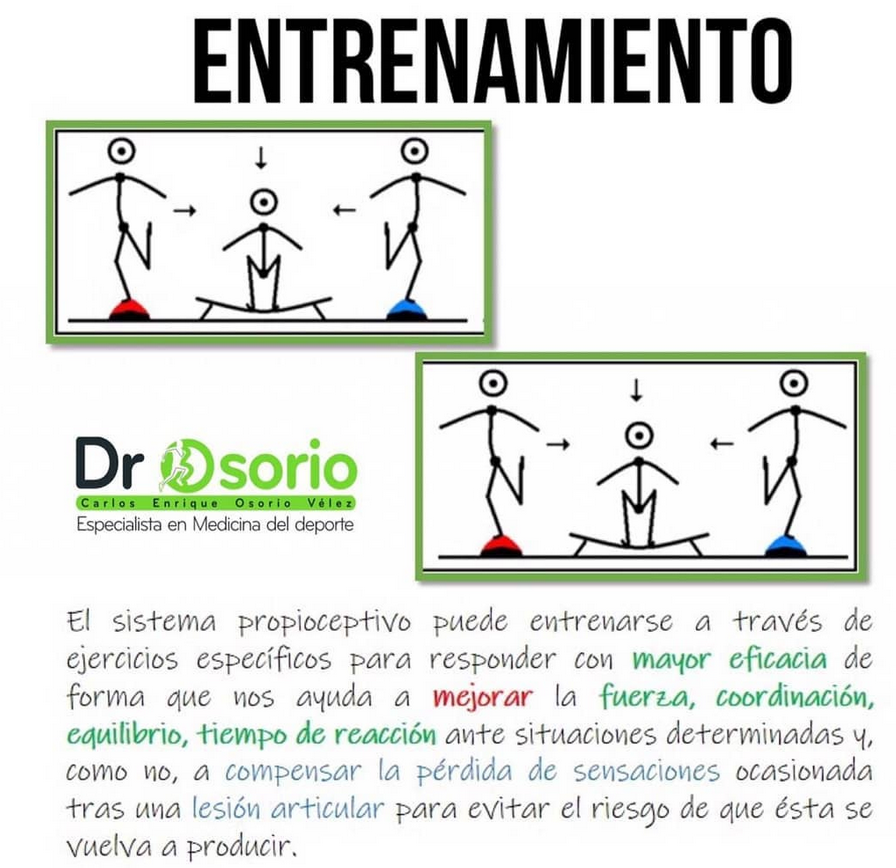 ENTRENAMIENTO
Dr Osorio
Carlos Enrique Osorio Vélez
Especialista en Medicina del deporte
El sistema propioceptivo puede entrenarse a través de
ejercicios específicos para responder con mayor eficacia de
forma que nos ayuda a mejorar la fuerza, coordinación,
equilibrio, tiempo de reacción ante situaciones determinadas y,
como no, a compensar la pérdida de sensaciones ocasionada
tras una lesión articular para evitar el riesgo de que ésta se
vuelva a producir.